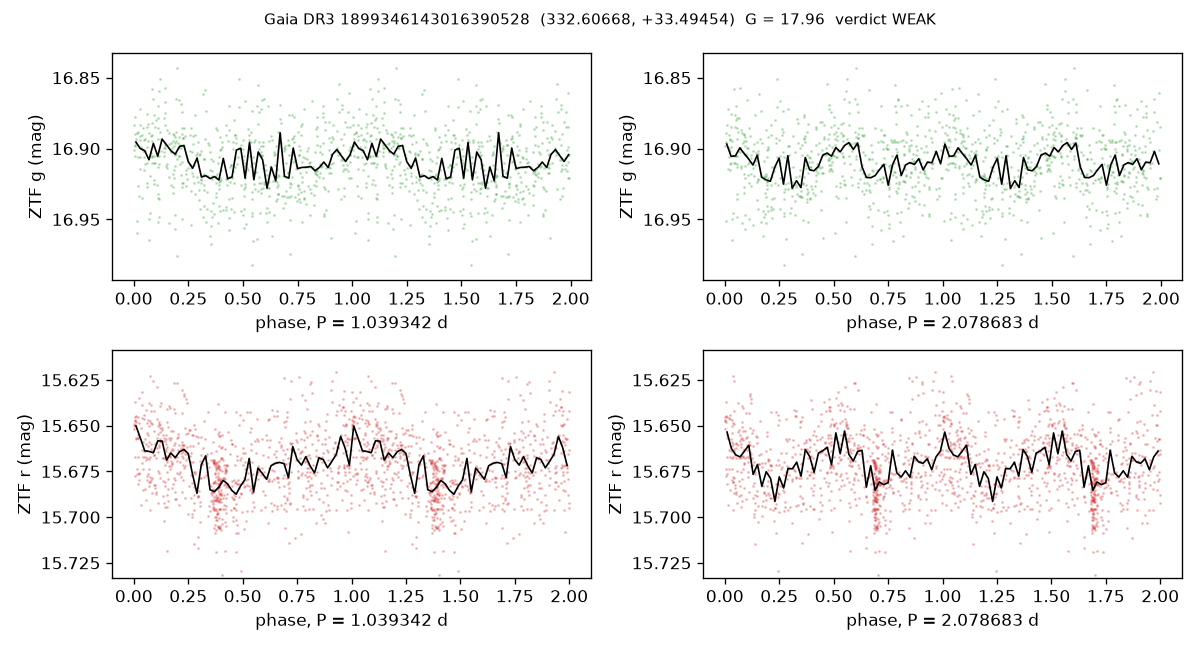 Gaia DR3 1899346143016390528 (332.60668, +33.49454) G = 17.96 verdict WEAK
ZTF g (mag)
16.85
16.90
16.95
0.00 0.25 0.50 0.75 1.00 1.25 1.50 1.75 2.00
phase, P = 1.039342 d
ZTF g (mag)
16.85
16.90
16.95
0.00 0.25 0.50 0.75 1.00 1.25 1.50 1.75 2.00
phase, P = 2.078683 d
ZTF r (mag)
15.625
15.650
15.675
15.700
15.725
0.00 0.25 0.50 0.75 1.00 1.25 1.50 1.75 2.00
phase, P = 1.039342 d
ZTF r (mag)
15.625
15.650
15.675
15.700
15.725
0.00 0.25 0.50 0.75 1.00 1.25 1.50 1.75 2.00
phase, P = 2.078683 d